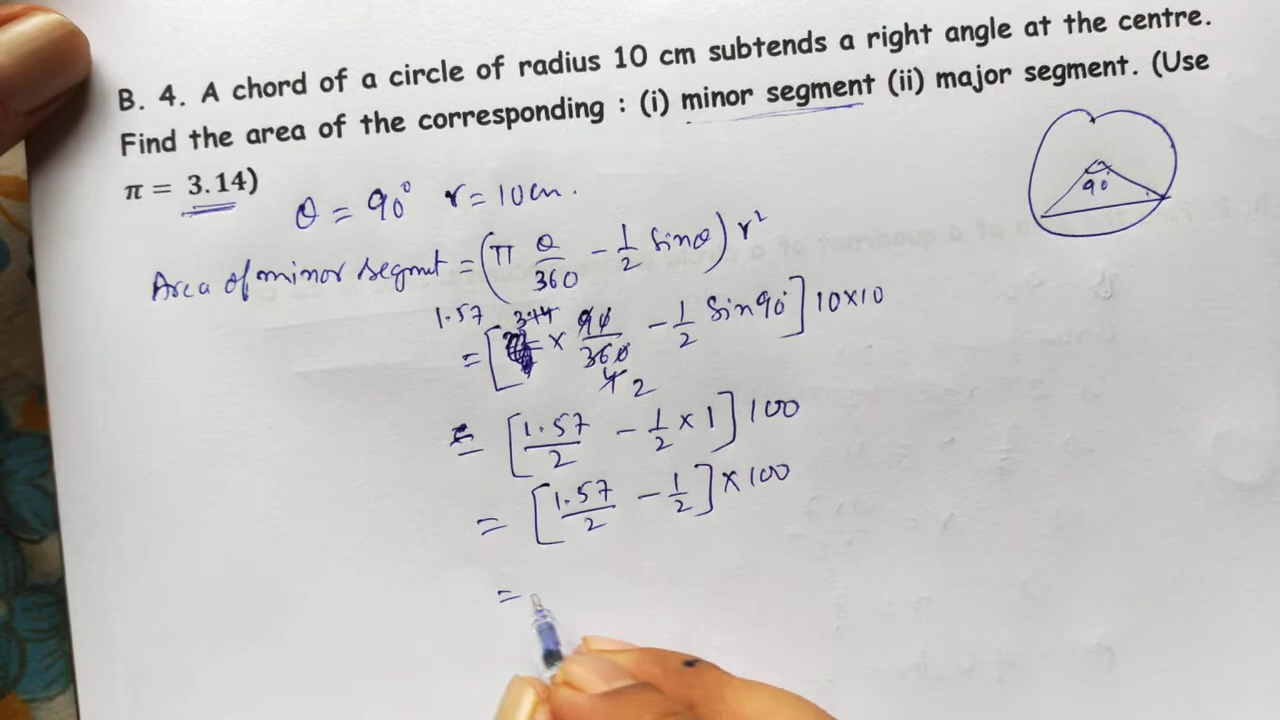 B. 4. A chord of a circle of radius 10 cm subtends a right angle at the centre.
Find the area of the corresponding : (i) minor segment (ii) major segment. (Use
π = 3.14)
θ = 90° r = 10cm.
90°
Area of minor segment = (π θ/360 - 1/2 sinθ) r²
1.57 3.14
= [ × 90/360 - 1/2 Sin90°] 10×10
4 2
= [1.57/2 - 1/2 × 1] 100
= [1.57/2 - 1/2] × 100
=